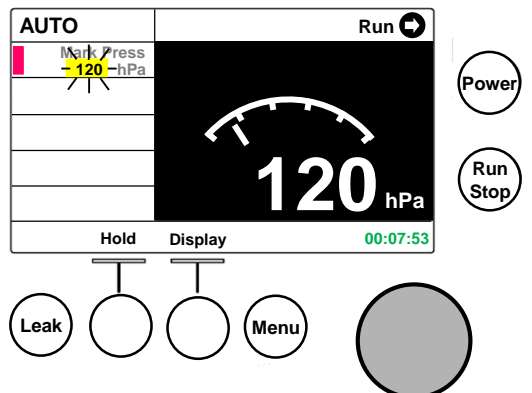 AUTO
Run
Mark Press
120 hPa
120 hPa
Hold
Display
00:07:53
Power
Run
Stop
Leak
Menu